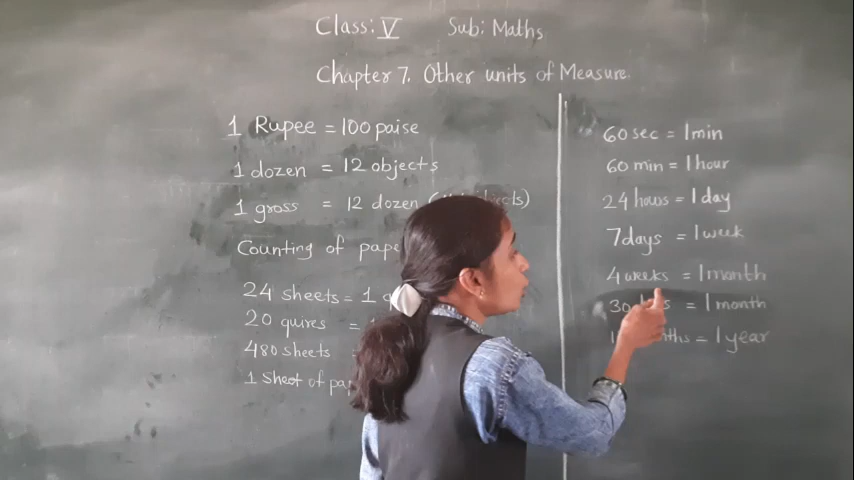 Class: V Sub: Maths
Chapter 7. Other units of Measure.
1 Rupee = 100 paise
1 dozen = 12 objects
1 gross = 12 dozen
Counting of
24 sheets = 1
20 quires =
480 sheets
1 Sheet of
60 sec = 1 min
60 min = 1 hour
24 hours = 1 day
7 days = 1 week
4 weeks = 1 month
30 = 1 month
= 1 year